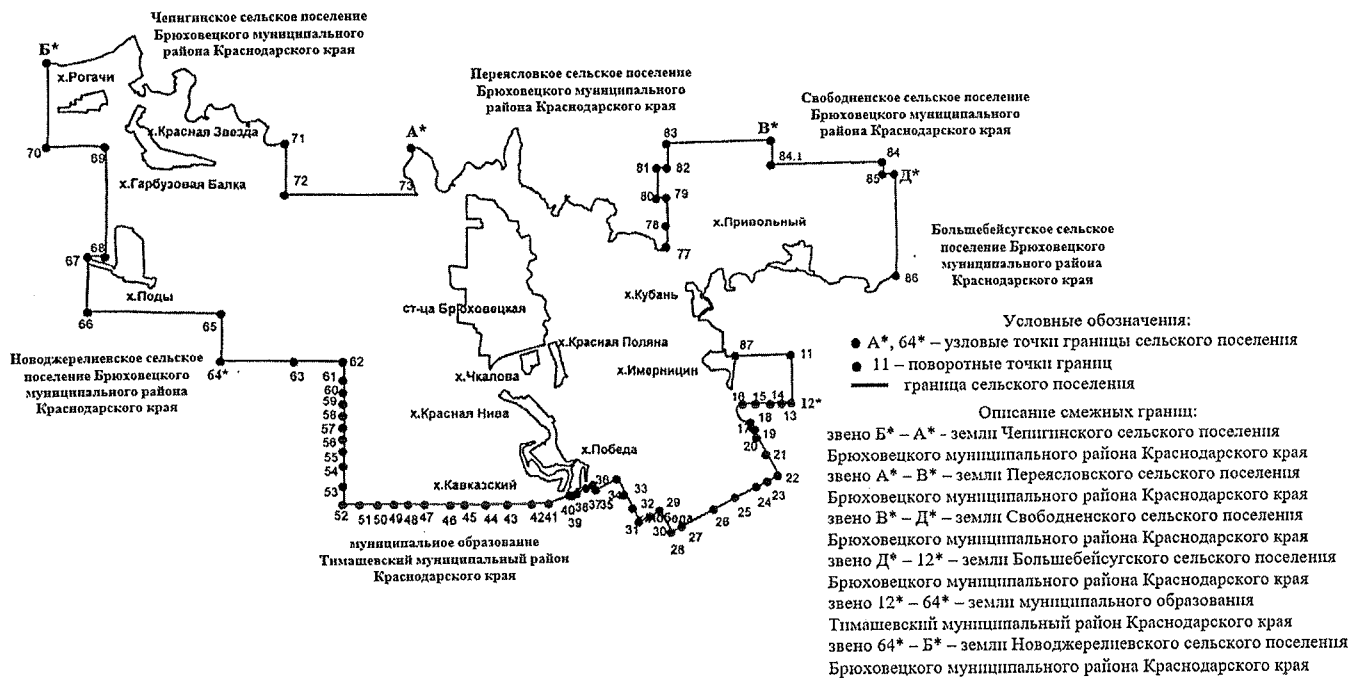 Чепигинское сельское поселение
Брюховецкого муниципального
района Краснодарского края
Б*
х.Рогачи
х.Красная Звезда
70
69
71
х.Гарбузовая Балка
72
А*
73
Переясловкое сельское поселение
Брюховецкого муниципального
района Краснодарского края
Свободненское сельское поселение
Брюховецкого муниципального
района Краснодарского края
83
В*
84.1
84
85
Д*
81
82
80
79
78
77
х.Привольный
Большебейсугское сельское
поселение Брюховецкого
муниципального района
Краснодарского края
86
67
68
х.Поды
66
65
х.Кубань
ст-ца Брюховецкая
х.Красная Поляна
х.Чкалова
х.Имерницин
87
11
Новоджерелиевское сельское
поселение Брюховецкого
муниципального района
Краснодарского края
64*
63
62
61
60
59
58
57
56
55
54
53
52
51
50
49
48
47
46
45
44
43
42
41
х.Красная Нива
х.Победа
х.Кавказский
40
39
38
37
36
35
34
33
32
31
30
29
Победа
28
27
26
25
24
23
22
21
20
19
18
17
16
15
14
13
12*
муниципальное образование
Тимашевский муниципальный район
Краснодарского края
Условные обозначения:
А*, 64* – узловые точки границы сельского поселения
11 – поворотные точки границ
граница сельского поселения
Описание смежных границ:
звено Б* – А* - земли Чепигинского сельского поселения
Брюховецкого муниципального района Краснодарского края
звено А* – В* – земли Переясловского сельского поселения
Брюховецкого муниципального района Краснодарского края
звено В* – Д* – земли Свободненского сельского поселения
Брюховецкого муниципального района Краснодарского края
звено Д* – 12* – земли Большебейсугского сельского поселения
Брюховецкого муниципального района Краснодарского края
звено 12* – 64* – земли муниципального образования
Тимашевский муниципальный район Краснодарского края
звено 64* – Б* – земли Новоджерелиевского сельского поселения
Брюховецкого муниципального района Краснодарского края